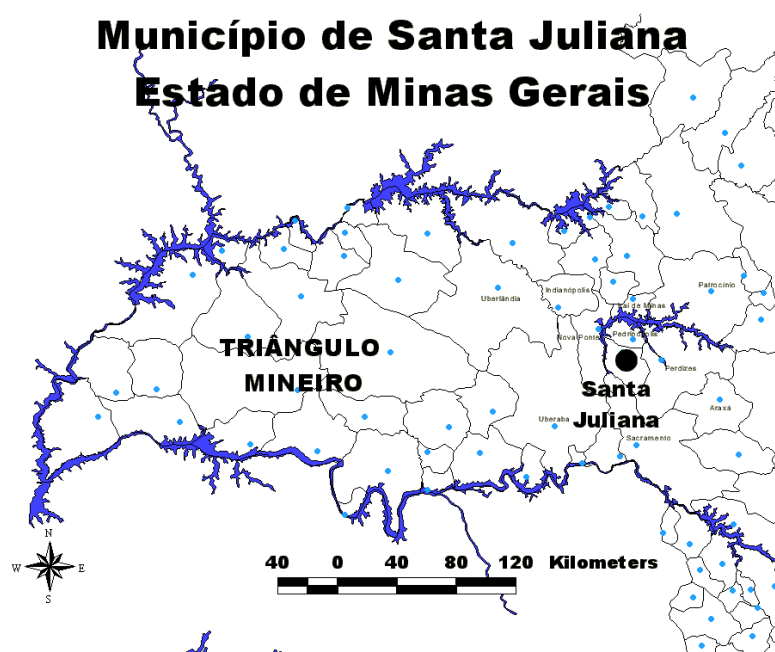 Município de Santa Juliana
Estado de Minas Gerais
Patrocínio
Indianópolis
Uberlândia
Nova Ponte
Pedrinópolis
TRIÂNGULO
MINEIRO
Perdizes
Santa
Juliana
Araxá
Uberaba
Sacramento
N
W E
S
40 0 40 80 120 Kilometers